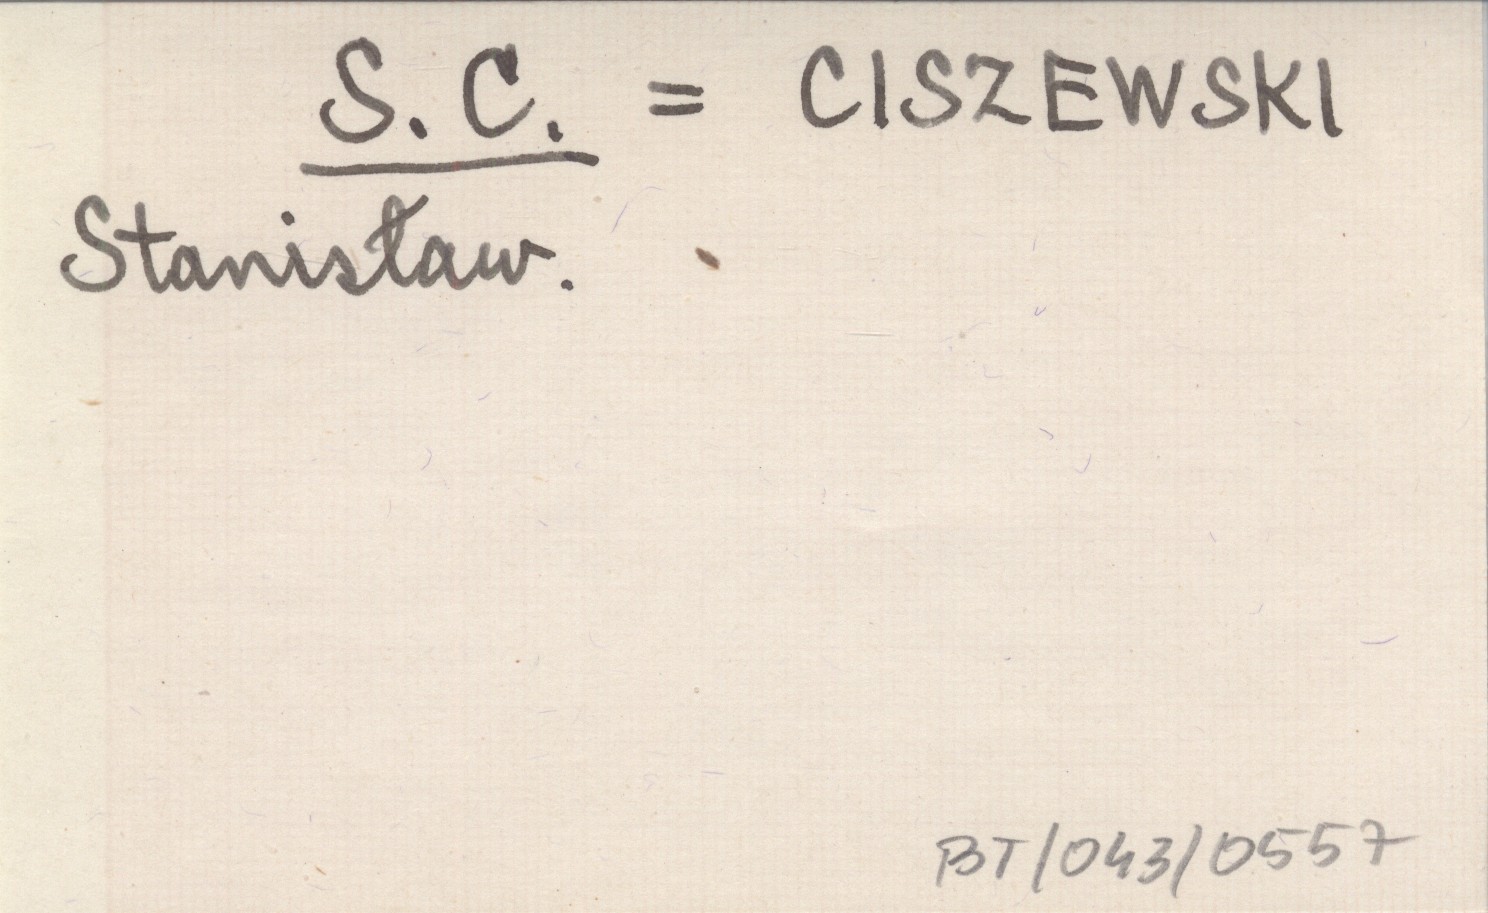 S. C. = CISZEWSKI
Stanisław.
BT/043/0557